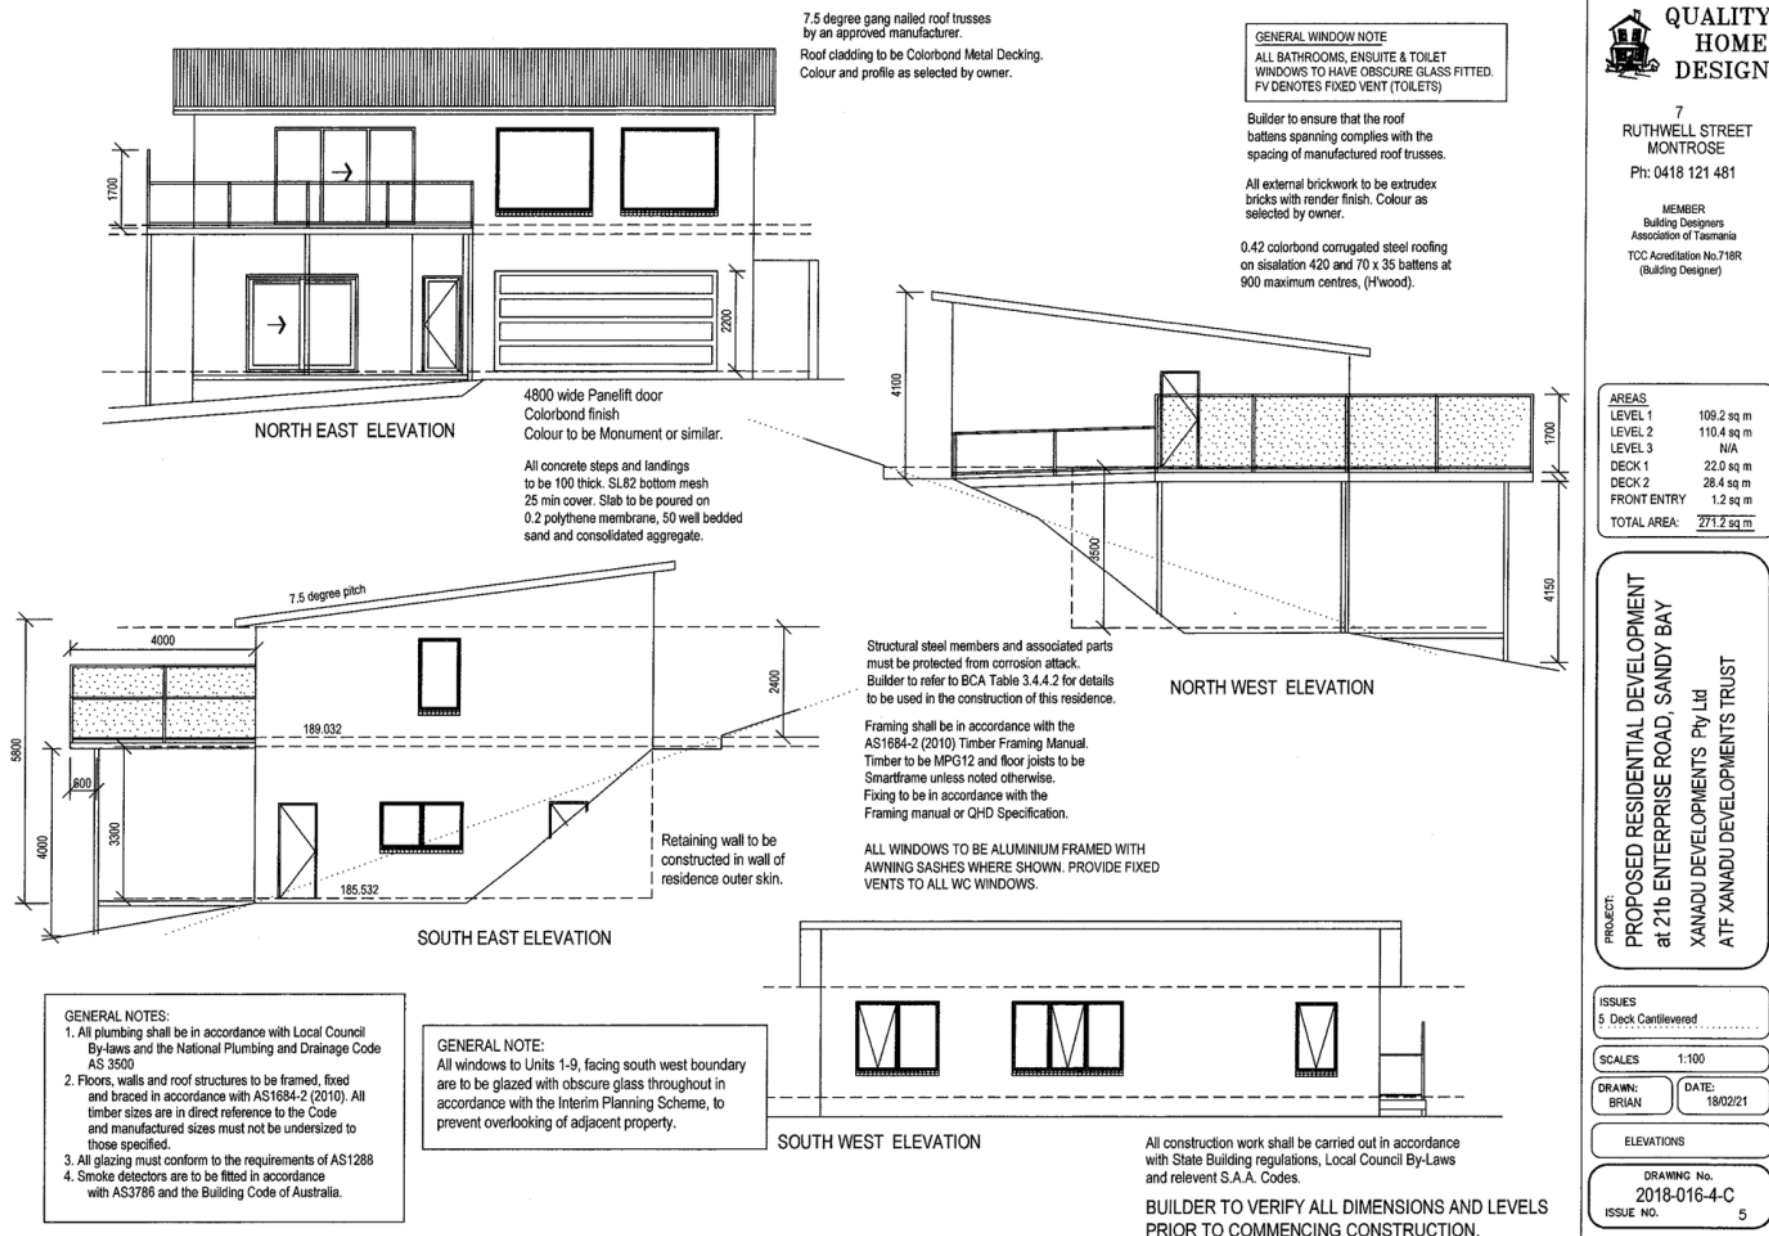 7.5 degree gang nailed roof trusses
by an approved manufacturer.
Roof cladding to be Colorbond Metal Decking.
Colour and profile as selected by owner.
GENERAL WINDOW NOTE
ALL BATHROOMS, ENSUITE & TOILET
WINDOWS TO HAVE OBSCURE GLASS FITTED.
FV DENOTES FIXED VENT (TOILETS)
Builder to ensure that the roof
battens spanning complies with the
spacing of manufactured roof trusses.
All external brickwork to be extrudex
bricks with render finish. Colour as
selected by owner.
0.42 colorbond corrugated steel roofing
on sisalation 420 and 70 x 35 battens at
900 maximum centres, (H'wood).
1700
2200
NORTH EAST ELEVATION
4800 wide Panelift door
Colorbond finish
Colour to be Monument or similar.
All concrete steps and landings
to be 100 thick. SL82 bottom mesh
25 min cover. Slab to be poured on
0.2 polythene membrane, 50 well bedded
sand and consolidated aggregate.
4100
1700
3500
4150
NORTH WEST ELEVATION
7.5 degree pitch
4000
2400
189.032
5800
600
3300
4000
185.532
Retaining wall to be
constructed in wall of
residence outer skin.
SOUTH EAST ELEVATION
Structural steel members and associated parts
must be protected from corrosion attack.
Builder to refer to BCA Table 3.4.4.2 for details
to be used in the construction of this residence.
Framing shall be in accordance with the
AS1684-2 (2010) Timber Framing Manual.
Timber to be MPG12 and floor joists to be
Smartframe unless noted otherwise.
Fixing to be in accordance with the
Framing manual or QHD Specification.
ALL WINDOWS TO BE ALUMINIUM FRAMED WITH
AWNING SASHES WHERE SHOWN. PROVIDE FIXED
VENTS TO ALL WC WINDOWS.
GENERAL NOTES:
1. All plumbing shall be in accordance with Local Council
By-laws and the National Plumbing and Drainage Code
AS 3500
2. Floors, walls and roof structures to be framed, fixed
and braced in accordance with AS1684-2 (2010). All
timber sizes are in direct reference to the Code
and manufactured sizes must not be undersized to
those specified.
3. All glazing must conform to the requirements of AS1288
4. Smoke detectors are to be fitted in accordance
with AS3786 and the Building Code of Australia.
GENERAL NOTE:
All windows to Units 1-9, facing south west boundary
are to be glazed with obscure glass throughout in
accordance with the Interim Planning Scheme, to
prevent overlooking of adjacent property.
SOUTH WEST ELEVATION
All construction work shall be carried out in accordance
with State Building regulations, Local Council By-Laws
and relevent S.A.A. Codes.
BUILDER TO VERIFY ALL DIMENSIONS AND LEVELS
PRIOR TO COMMENCING CONSTRUCTION.
QUALITY
HOME
DESIGN
7
RUTHWELL STREET
MONTROSE
Ph: 0418 121 481
MEMBER
Building Designers
Association of Tasmania
TCC Acreditation No.718R
(Building Designer)
AREAS
LEVEL 1 109.2 sq m
LEVEL 2 110.4 sq m
LEVEL 3 N/A
DECK 1 22.0 sq m
DECK 2 28.4 sq m
FRONT ENTRY 1.2 sq m
TOTAL AREA: 271.2 sq m
PROJECT:
PROPOSED RESIDENTIAL DEVELOPMENT
at 21b ENTERPRISE ROAD, SANDY BAY
XANADU DEVELOPMENTS Pty Ltd
ATF XANADU DEVELOPMENTS TRUST
ISSUES
5 Deck Cantilevered
SCALES 1:100
DRAWN:
BRIAN
DATE:
18/02/21
ELEVATIONS
DRAWING No.
2018-016-4-C
ISSUE NO. 5